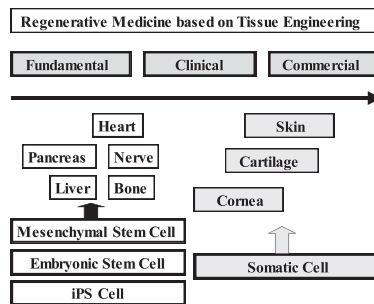 Regenerative Medicine based on Tissue Engineering
Fundamental Clinical Commercial
Heart Skin
Pancreas Nerve Cartilage
Liver Bone Cornea
Mesenchymal Stem Cell
Embryonic Stem Cell Somatic Cell
iPS Cell